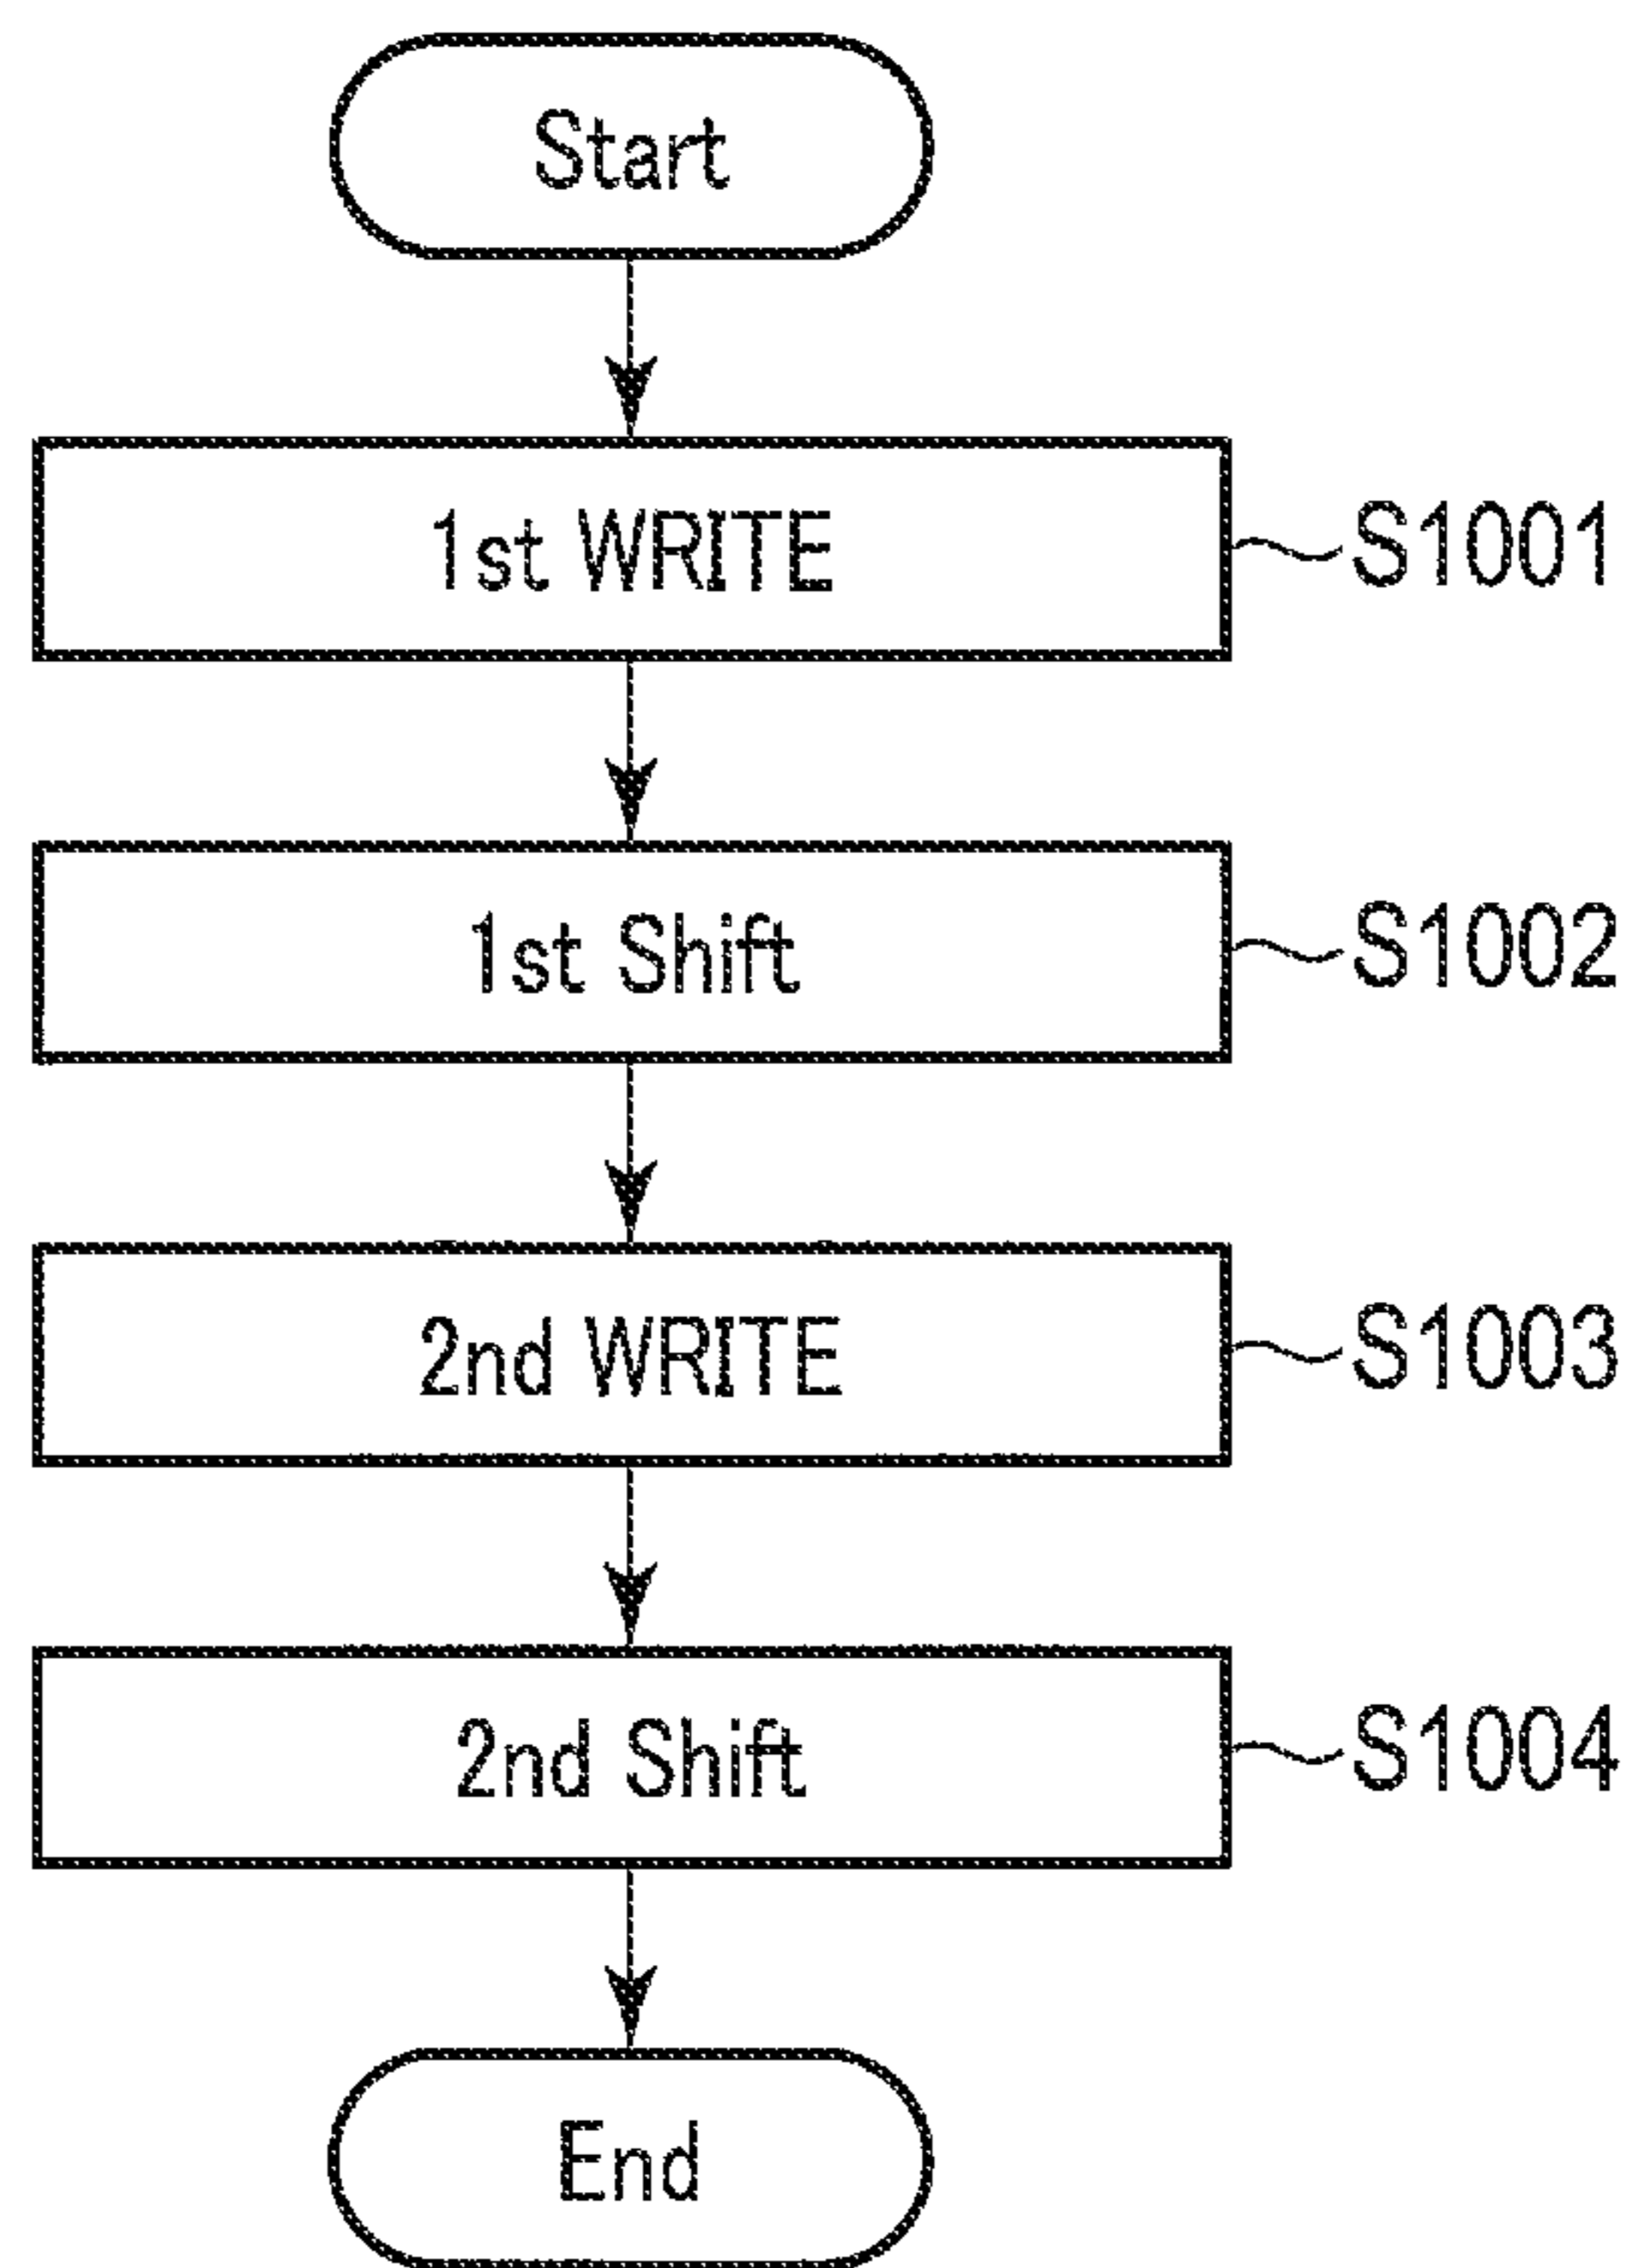 Start
1st WRITE
S1001
1st Shift
S1002
2nd WRITE
S1003
2nd Shift
S1004
End